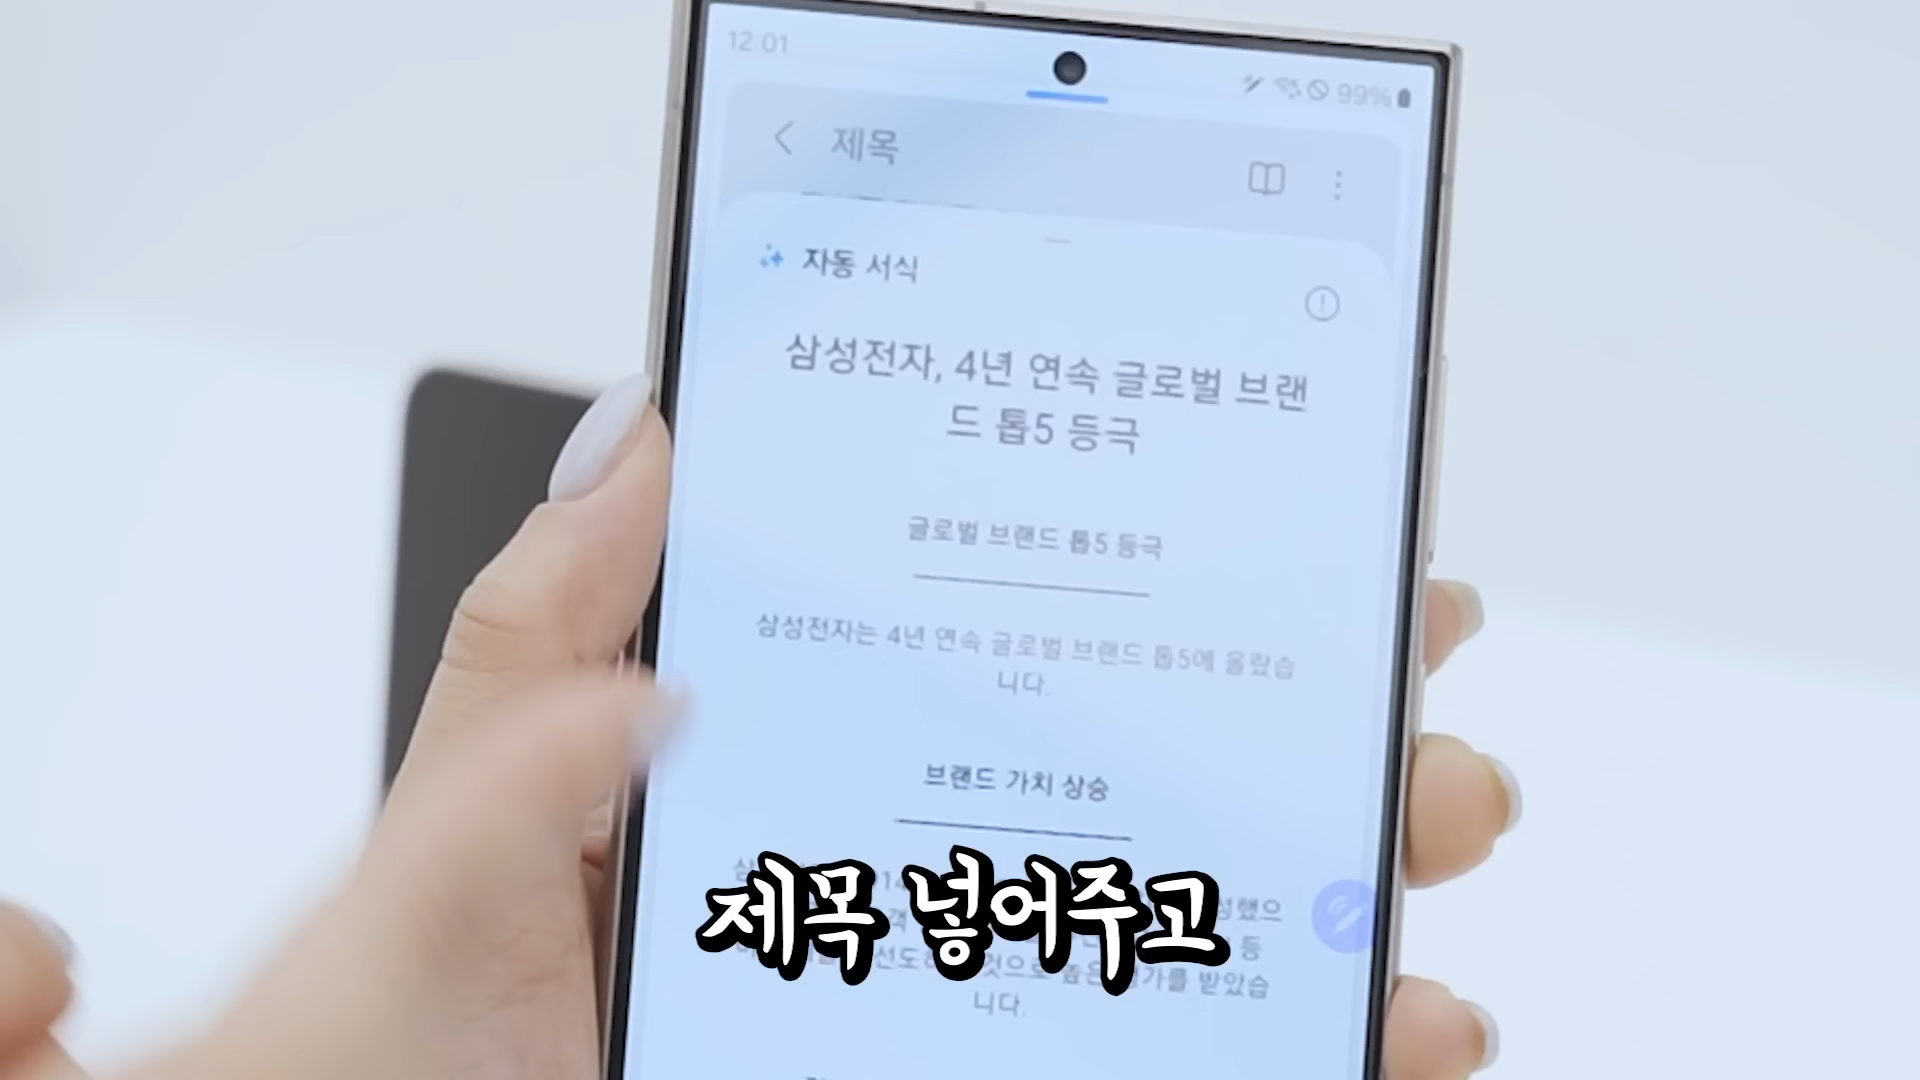 12:01
99%
제목
자동 서식
삼성전자, 4년 연속 글로벌 브랜
드 톱5 등극
글로벌 브랜드 톱5 등극
삼성전자는 4년 연속 글로벌 브랜드 톱5에 올랐습
니다.
브랜드 가치 상승
제목 넣어주고
받았습
니다.